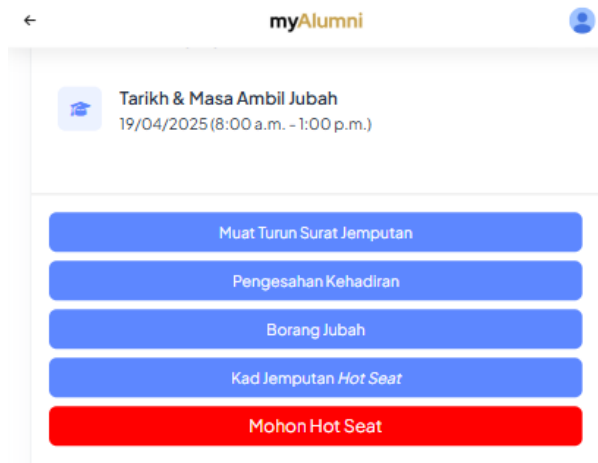 myAlumni
Tarikh & Masa Ambil Jubah
19/04/2025 (8:00 a.m. - 1:00 p.m.)
Muat Turun Surat Jemputan
Pengesahan Kehadiran
Borang Jubah
Kad Jemputan Hot Seat
Mohon Hot Seat